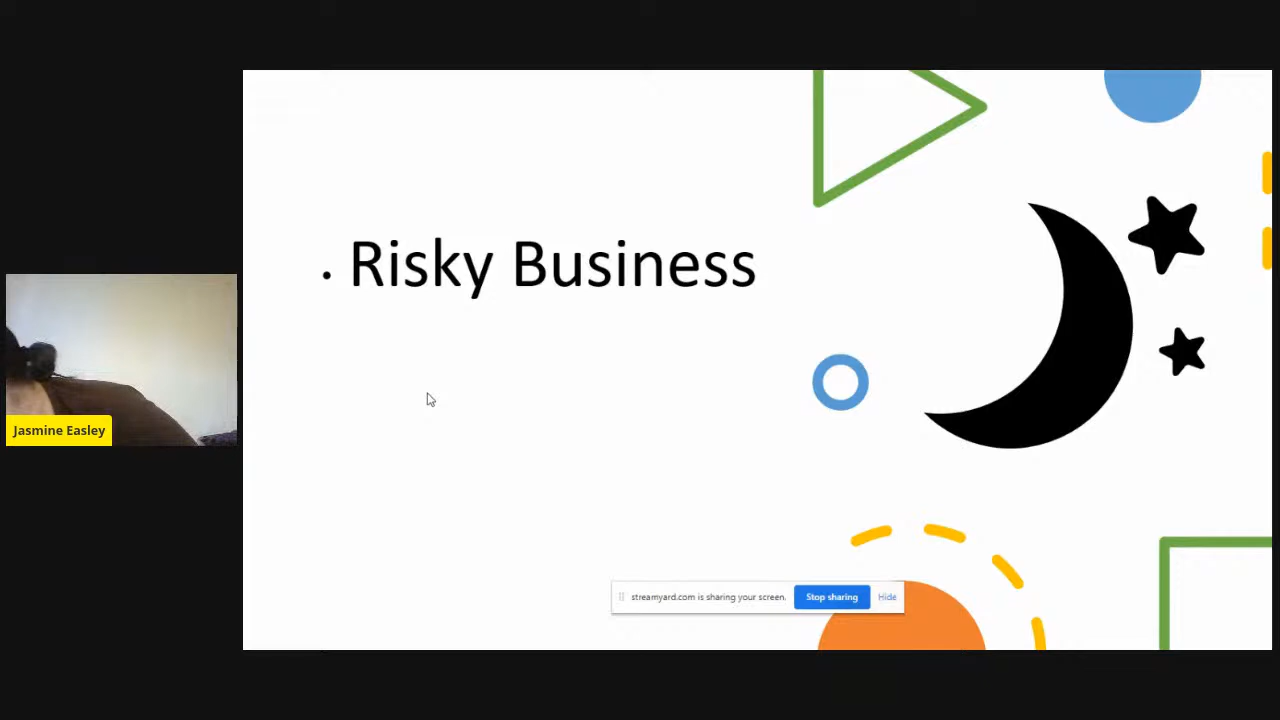 • Risky Business
Jasmine Easley
streamyard.com is sharing your screen.
Stop sharing
Hide